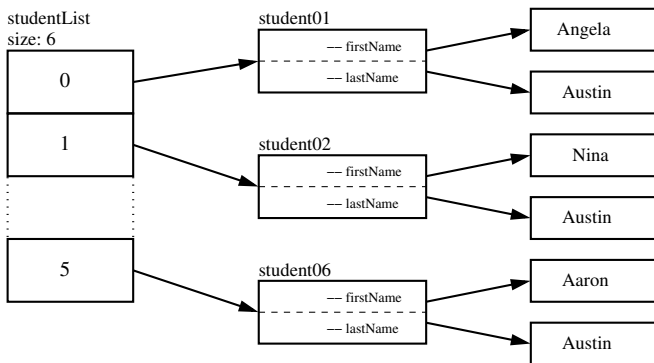 studentList
size: 6
0
1
5
student01
-- firstName
-- lastName
Angela
Austin
student02
-- firstName
-- lastName
Nina
Austin
student06
-- firstName
-- lastName
Aaron
Austin